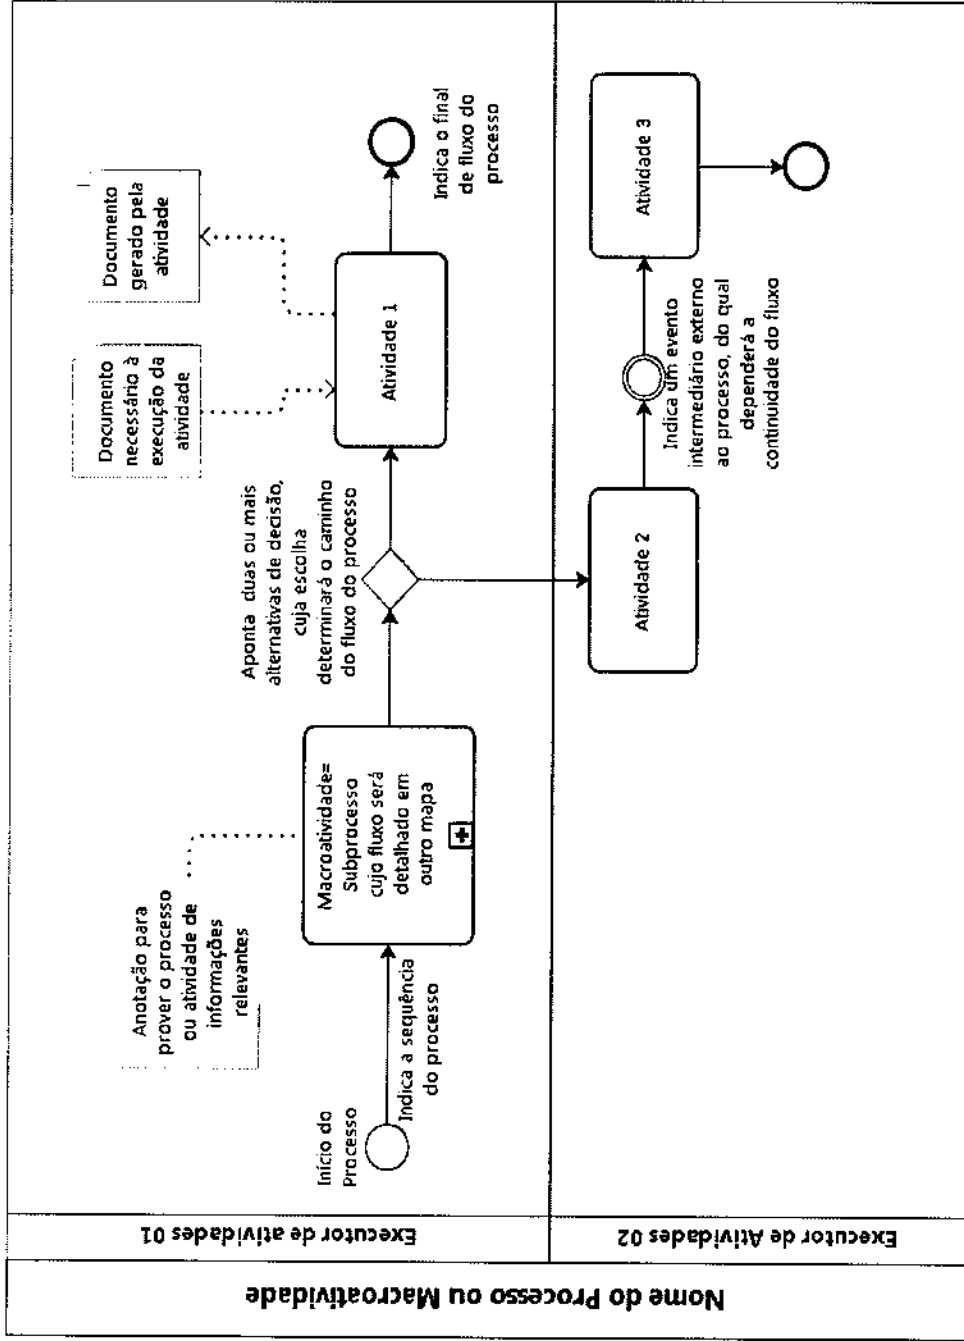 Nome do Processo ou Macroatividade
Executor de atividades 01
Início do
Processo
Indica a sequência
do processo
Anotação para
prover o processo
ou atividade de
informações
relevantes
Macroatividade=
Subprocesso
cujo fluxo será
detalhado em
outro mapa
Aponta duas ou mais
alternativas de decisão,
cuja escolha
determinará o caminho
do fluxo do processo
Documento
necessário à
execução da
atividade
Documento
gerado pela
atividade
Atividade 1
Indica o final
de fluxo do
processo
Executor de Atividades 02
Atividade 2
Indica um evento
intermediário externo
ao processo, do qual
dependerá a
continuidade do fluxo
Atividade 3